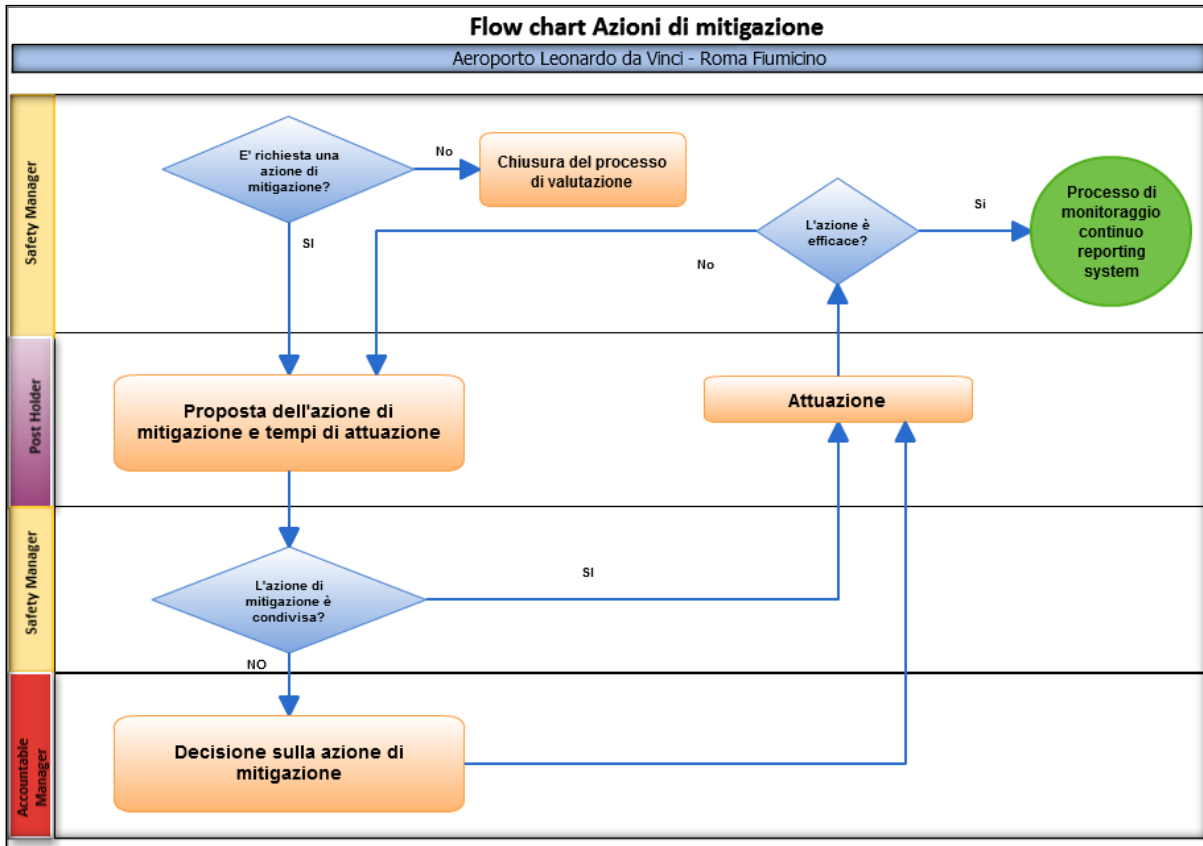 Flow chart Azioni di mitigazione
Aeroporto Leonardo da Vinci - Roma Fiumicino
Safety Manager
E' richiesta una
azione di
mitigazione?
No
Chiusura del processo
di valutazione
SI
L'azione è
efficace?
Si
No
Processo di
monitoraggio
continuo
reporting
system
Post Holder
Proposta dell'azione di
mitigazione e tempi di attuazione
Attuazione
Safety Manager
L'azione di
mitigazione è
condivisa?
SI
NO
Accountable
Manager
Decisione sulla azione di
mitigazione